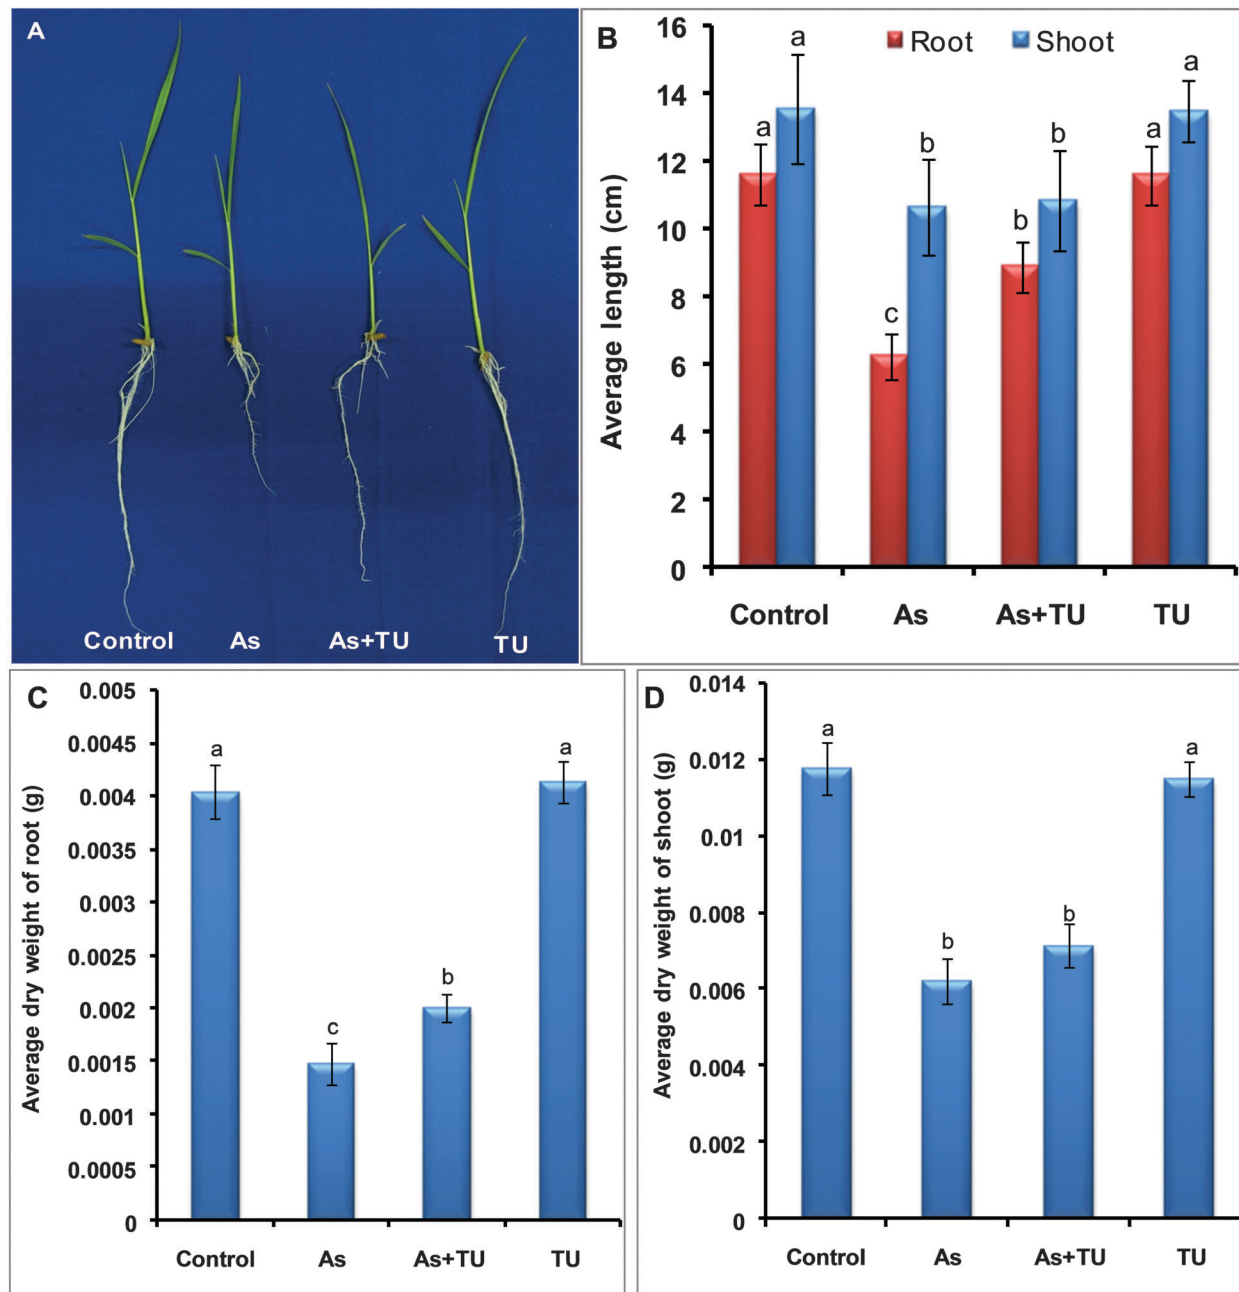 A
Control As As+TU TU
B
Root Shoot
a
a
b
c
b
b
a
a
16
14
12
10
8
6
4
2
0
Average length (cm)
Control As As+TU TU
C
0.005
0.0045
0.004
0.0035
0.003
0.0025
0.002
0.0015
0.001
0.0005
0
Average dry weight of root (g)
a
c
b
a
Control As As+TU TU
D
0.014
0.012
0.01
0.008
0.006
0.004
0.002
0
Average dry weight of shoot (g)
a
b
b
a
Control As As+TU TU